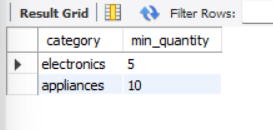 Result Grid Filter Rows:
category min_quantity
electronics 5
appliances 10